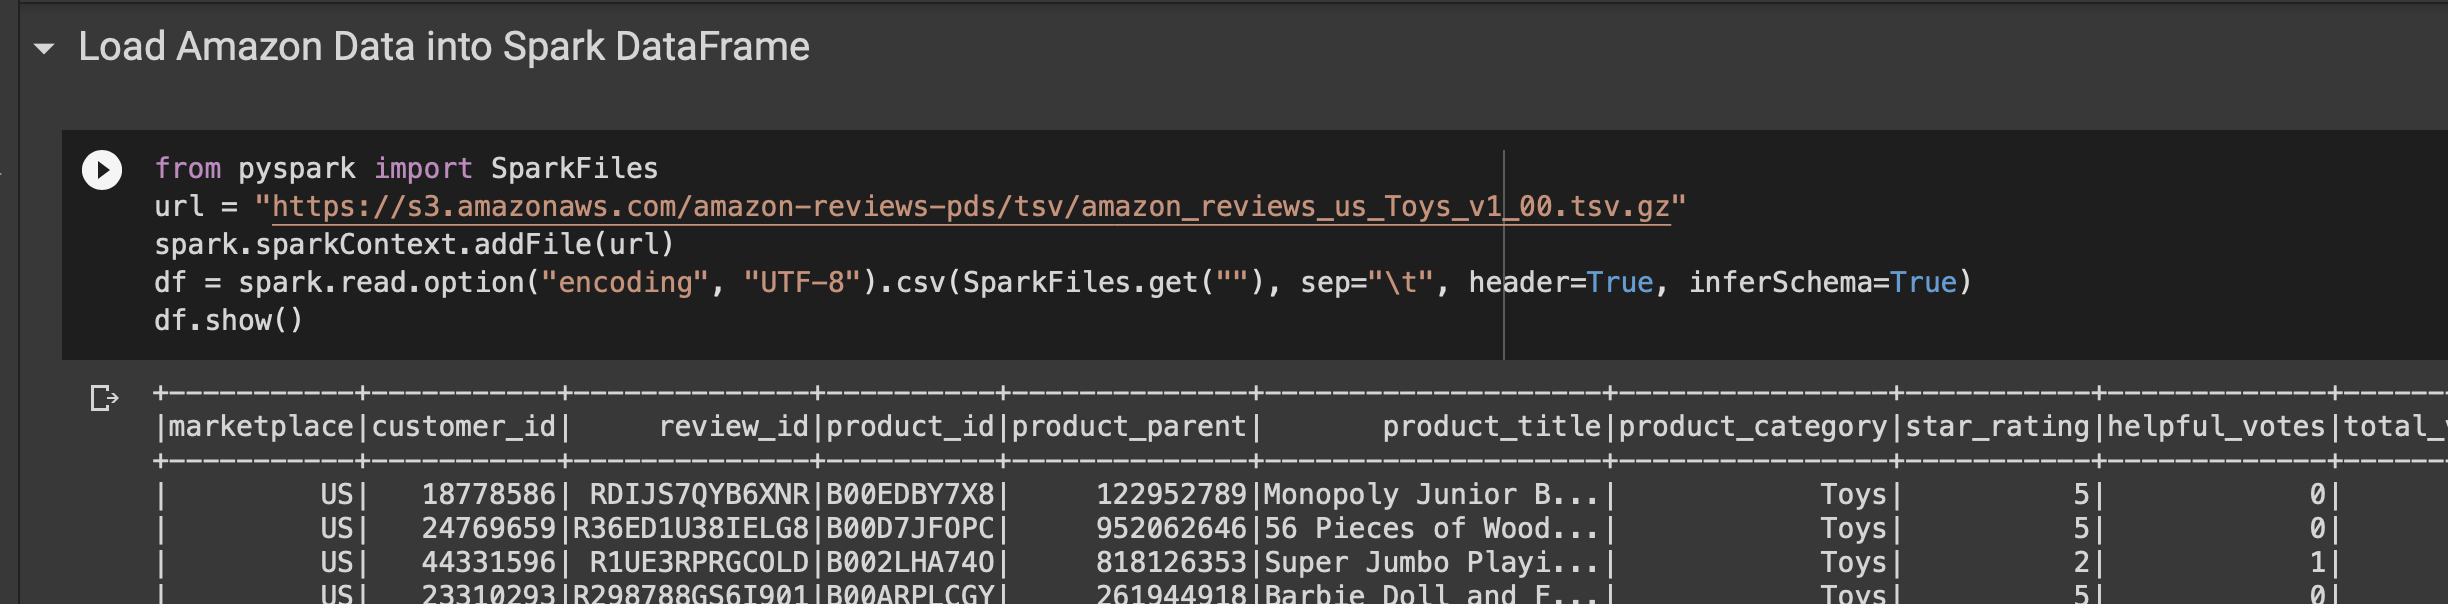 Load Amazon Data into Spark DataFrame
from pyspark import SparkFiles
url = "https://s3.amazonaws.com/amazon-reviews-pds/tsv/amazon_reviews_us_Toys_v1_00.tsv.gz"
spark.sparkContext.addFile(url)
df = spark.read.option("encoding", "UTF-8").csv(SparkFiles.get(""), sep="\t", header=True, inferSchema=True)
df.show()
|marketplace|customer_id| review_id|product_id|product_parent| product_title|product_category|star_rating|helpful_votes|total_
| US| 18778586| RDIJS7QYB6XNR|B00EDBY7X8| 122952789|Monopoly Junior B...| Toys| 5| 0|
| US| 24769659|R36ED1U38IELG8|B00D7JFOPC| 952062646|56 Pieces of Wood...| Toys| 5| 0|
| US| 44331596| R1UE3RPRGCOLD|B002LHA74O| 818126353|Super Jumbo Playi...| Toys| 2| 1|
| US| 23310293|R298788GS6I901|B00ARPLCGY| 261944918|Barbie Doll and F...| Toys| 5| 0|